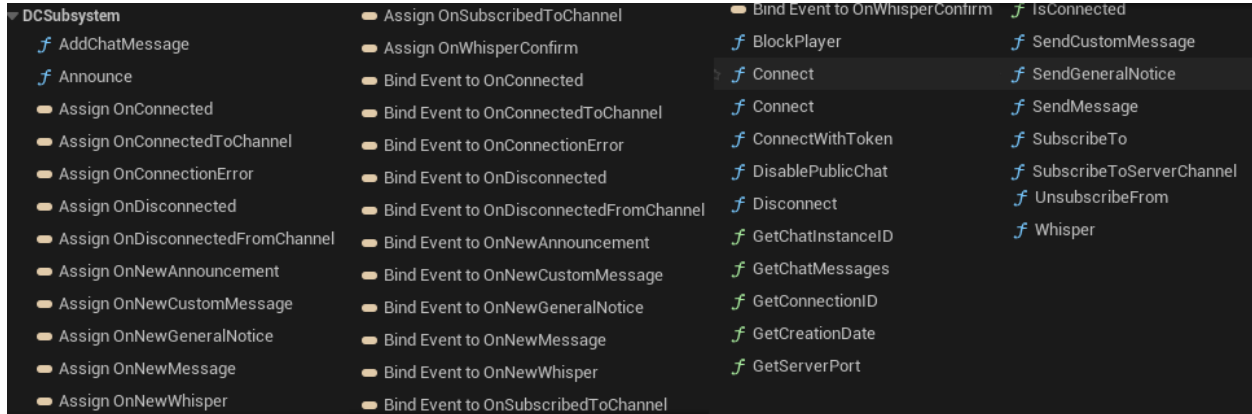 DCSubsystem
AddChatMessage
Announce
Assign OnConnected
Assign OnConnectedToChannel
Assign OnConnectionError
Assign OnDisconnected
Assign OnDisconnectedFromChannel
Assign OnNewAnnouncement
Assign OnNewCustomMessage
Assign OnNewGeneralNotice
Assign OnNewMessage
Assign OnNewWhisper
Assign OnSubscribedToChannel
Assign OnWhisperConfirm
Bind Event to OnConnected
Bind Event to OnConnectedToChannel
Bind Event to OnConnectionError
Bind Event to OnDisconnected
Bind Event to OnDisconnectedFromChannel
Bind Event to OnNewAnnouncement
Bind Event to OnNewCustomMessage
Bind Event to OnNewGeneralNotice
Bind Event to OnNewMessage
Bind Event to OnNewWhisper
Bind Event to OnSubscribedToChannel
Bind Event to OnWhisperConfirm
BlockPlayer
Connect
Connect
ConnectWithToken
DisablePublicChat
Disconnect
GetChatInstanceID
GetChatMessages
GetConnectionID
GetCreationDate
GetServerPort
IsConnected
SendCustomMessage
SendGeneralNotice
SendMessage
SubscribeTo
SubscribeToServerChannel
UnsubscribeFrom
Whisper